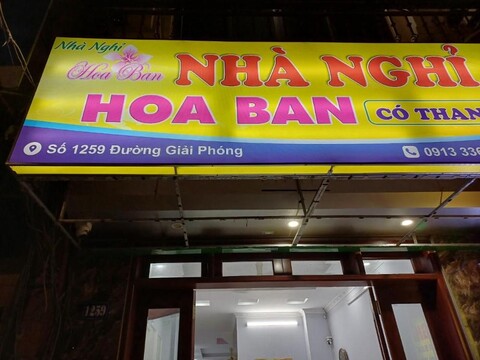 Nhà Nghỉ
Hoa Ban
NHÀ NGHỈ
HOA BAN
CÓ THAN
Số 1259 Đường Giải Phóng
0913 336
1259